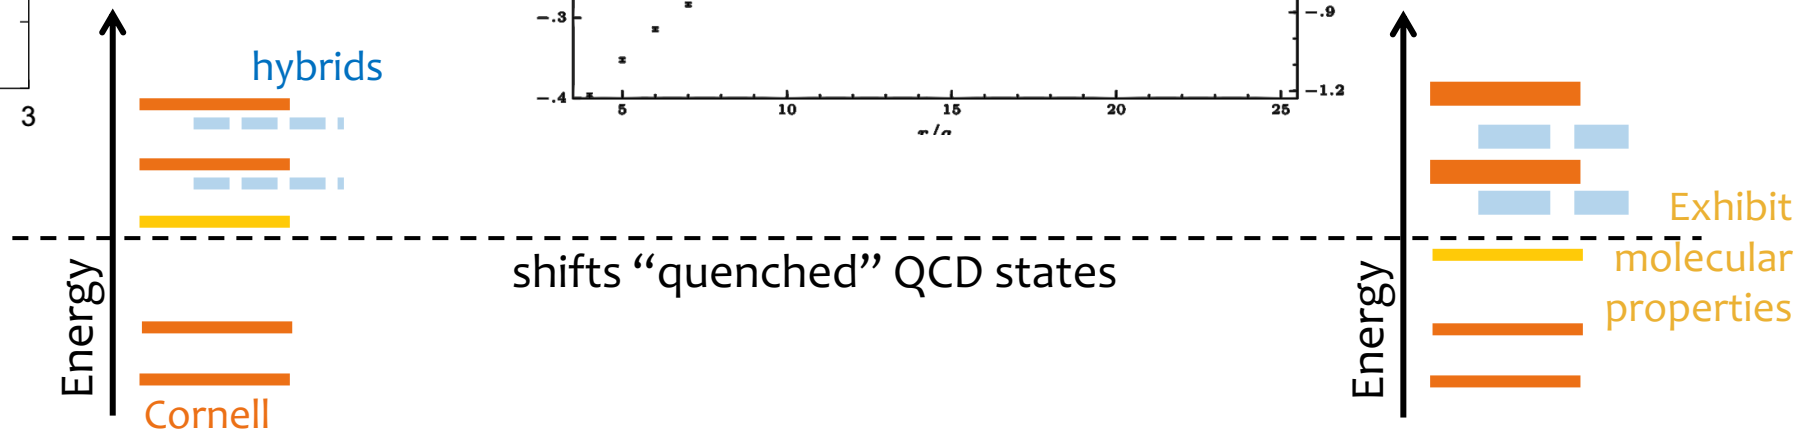 3
hybrids
-.3
-.4
5
10
15
20
25
-.9
-1.2
Energy
Cornell
shifts “quenched” QCD states
Energy
Exhibit
molecular
properties